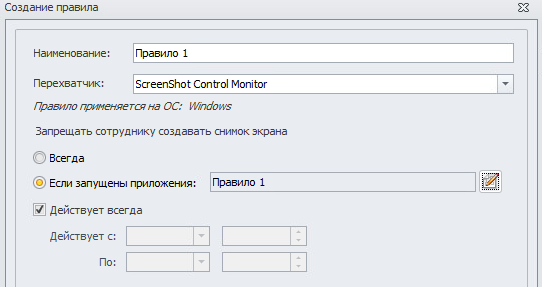 Создание правила
Наименование: Правило 1
Перехватчик: ScreenShot Control Monitor
Правило применяется на ОС: Windows
Запрещать сотруднику создавать снимок экрана
Всегда
Если запущены приложения: Правило 1
Действует всегда
Действует с:
По: